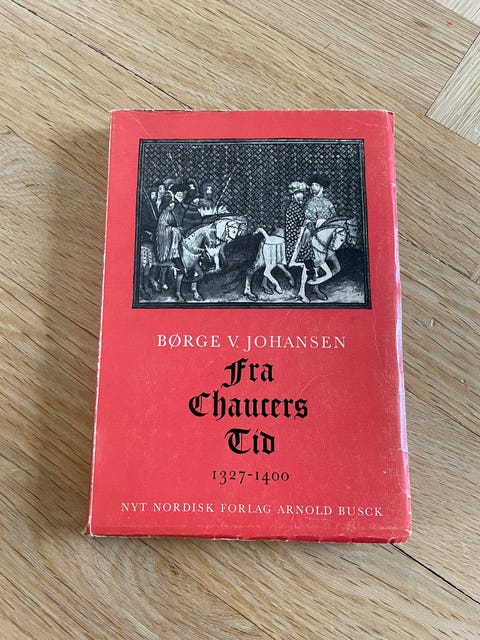 BØRGE V. JOHANSEN
Fra
Chaucers
Tid
1327-1400
NYT NORDISK FORLAG ARNOLD BUSCK